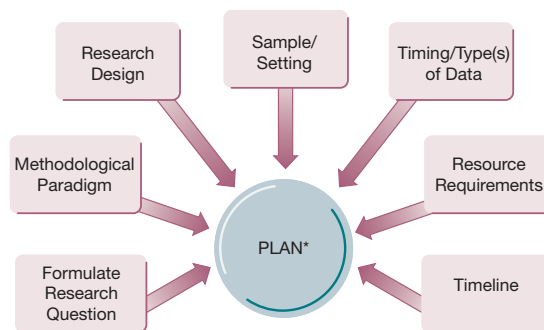 Research
Design
Sample/
Setting
Timing/Type(s)
of Data
Methodological
Paradigm
Resource
Requirements
PLAN*
Formulate
Research
Question
Timeline